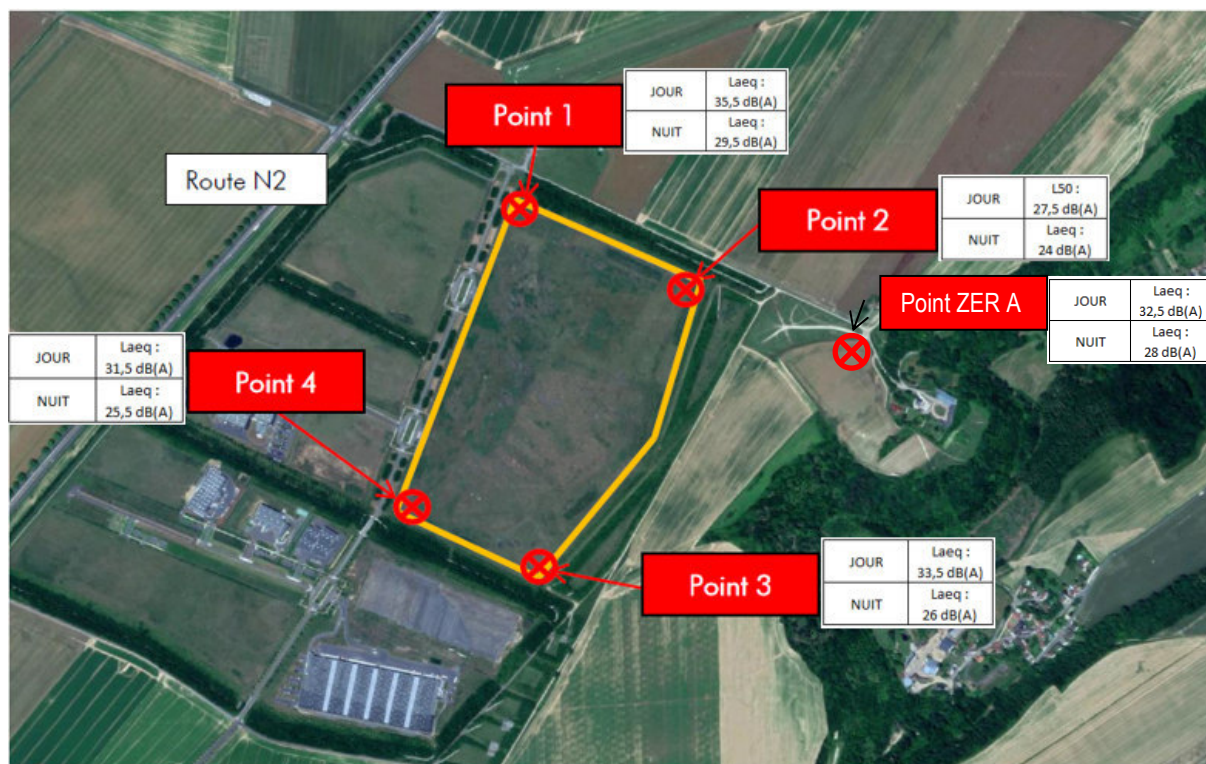 Point 1
JOUR
Laeq :
35,5 dB(A)
NUIT
Laeq :
29,5 dB(A)
Route N2
Point 2
JOUR
L50 :
27,5 dB(A)
NUIT
Laeq :
24 dB(A)
Point ZER A
JOUR
Laeq :
32,5 dB(A)
NUIT
Laeq :
28 dB(A)
JOUR
Laeq :
31,5 dB(A)
NUIT
Laeq :
25,5 dB(A)
Point 4
Point 3
JOUR
Laeq :
33,5 dB(A)
NUIT
Laeq :
26 dB(A)